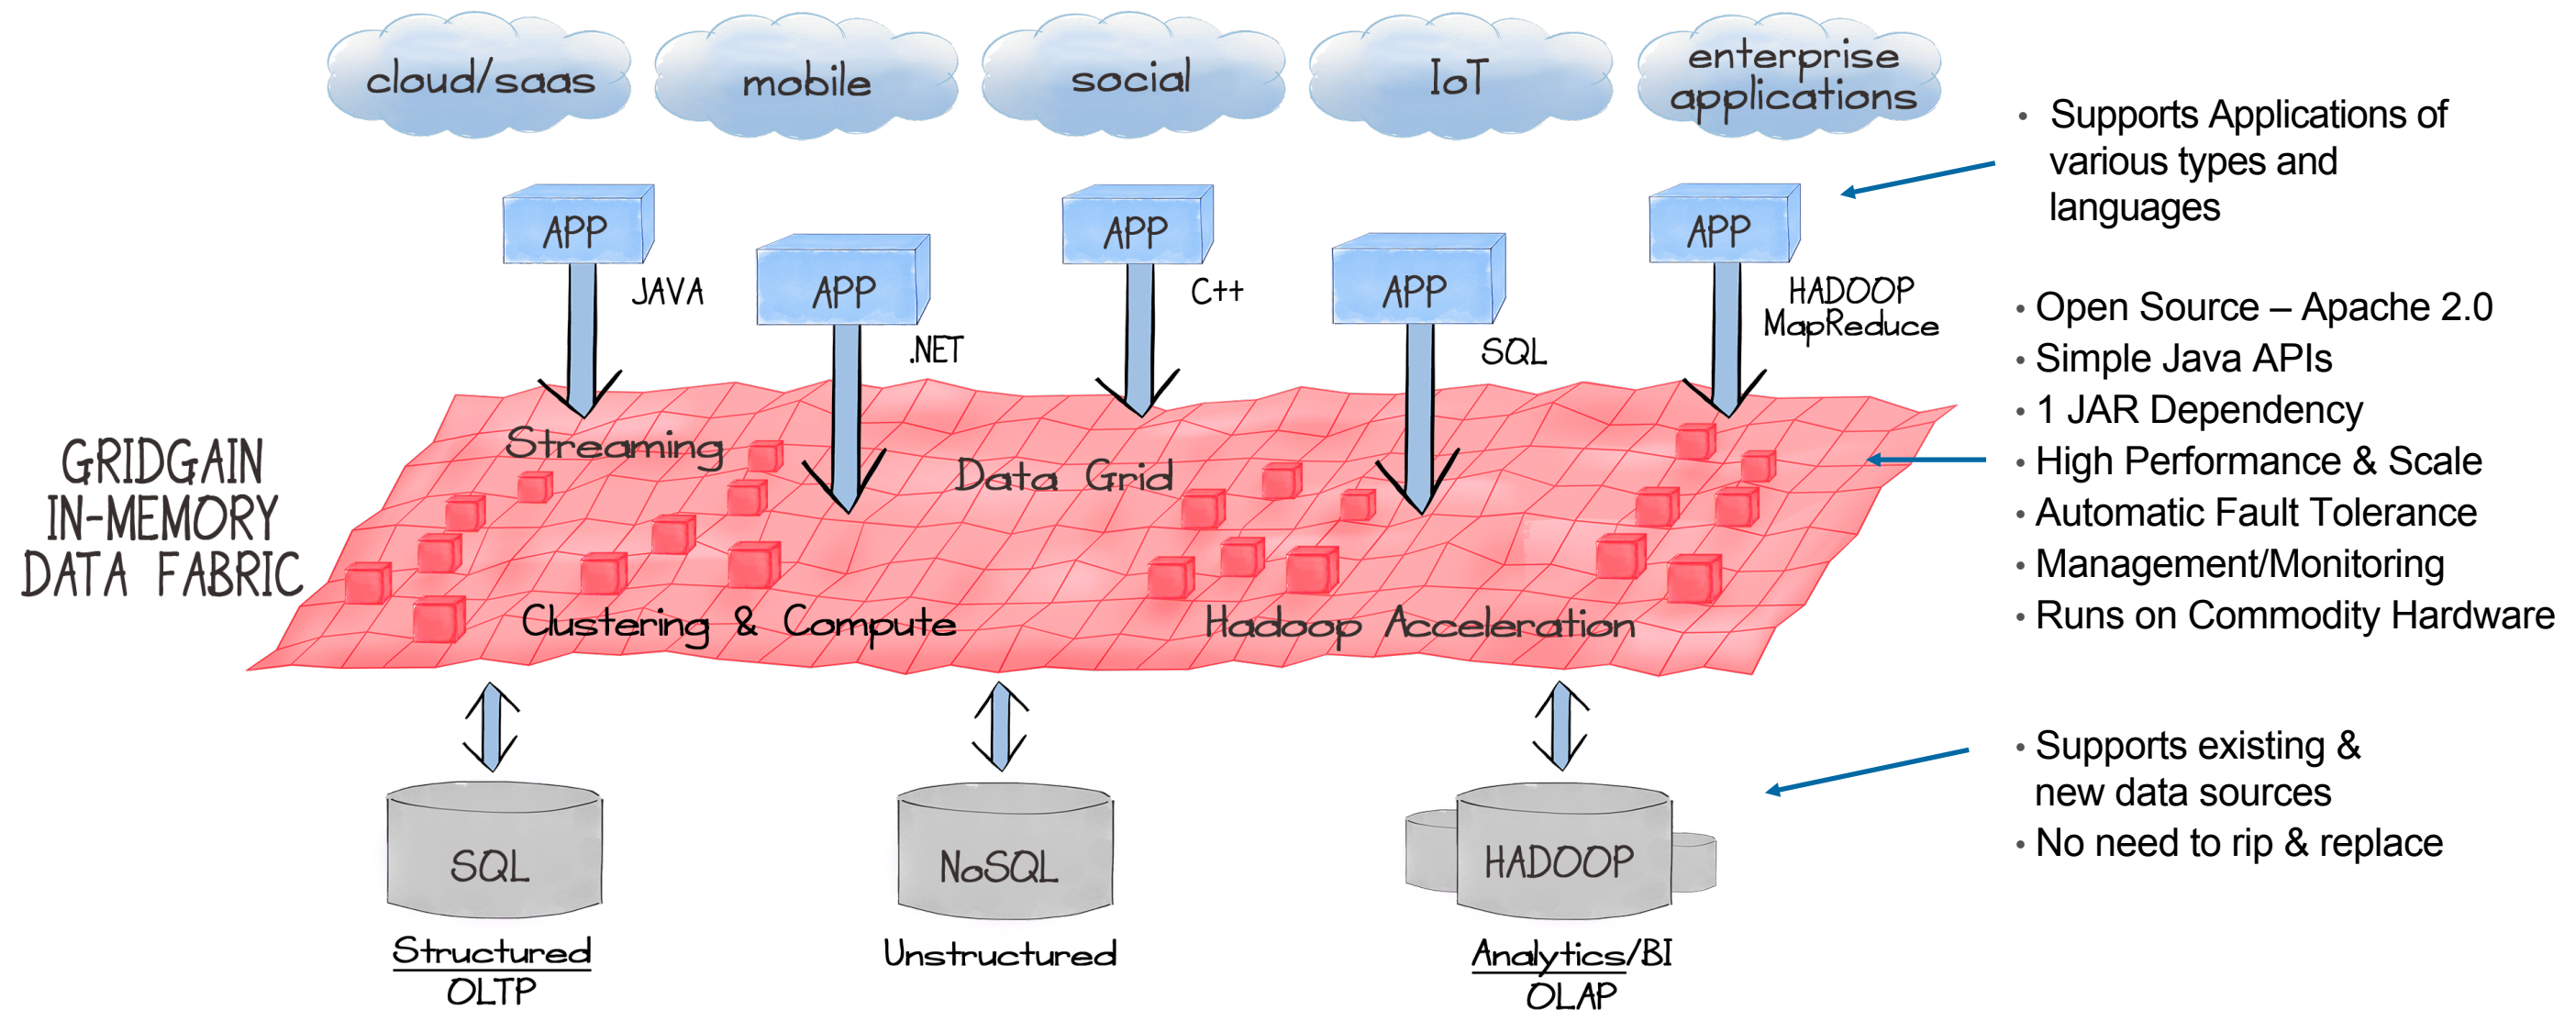 cloud/saas
mobile
social
IoT
enterprise
applications
APP
JAVA
APP
.NET
APP
C++
APP
SQL
APP
HADOOP
MapReduce
GRIDGAIN
IN-MEMORY
DATA FABRIC
Streaming
Data Grid
Clustering & Compute
Hadoop Acceleration
SQL
Structured
OLTP
NoSQL
Unstructured
HADOOP
Analytics/BI
OLAP
• Supports Applications of
various types and
languages
• Open Source – Apache 2.0
• Simple Java APIs
• 1 JAR Dependency
• High Performance & Scale
• Automatic Fault Tolerance
• Management/Monitoring
• Runs on Commodity Hardware
• Supports existing &
new data sources
• No need to rip & replace